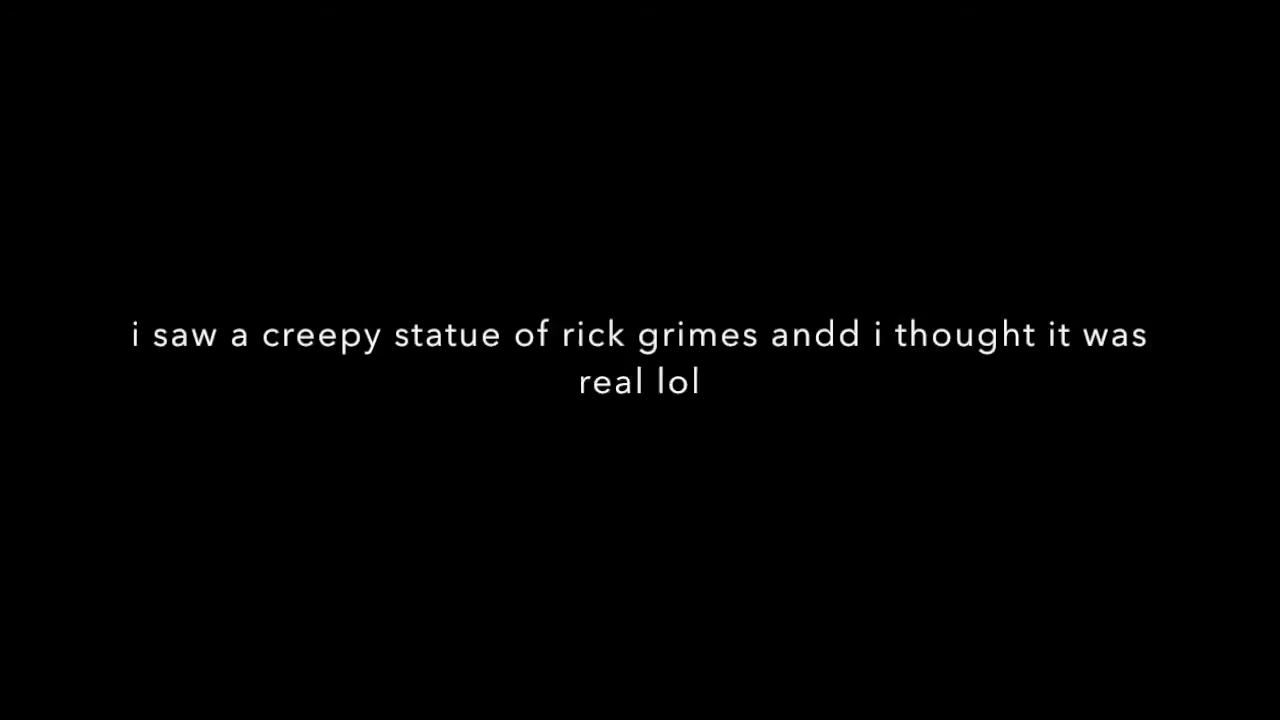 i saw a creepy statue of rick grimes andd i thought it was
real lol